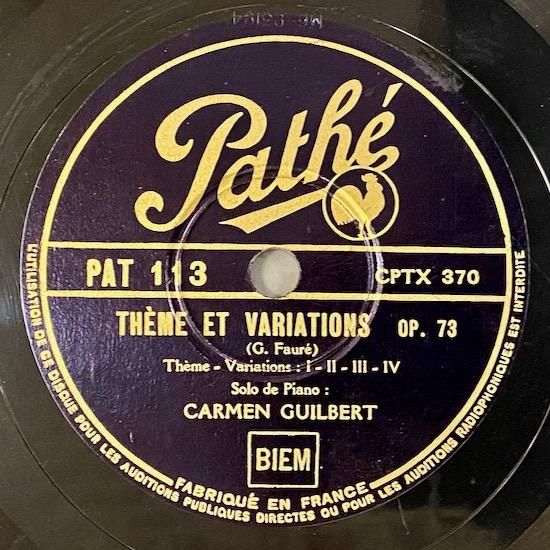 Pathé
PAT 113
CPTX 370
THÈME ET VARIATIONS OP. 73
(G. Fauré)
Thème - Variations : I - II - III - IV
Solo de Piano :
CARMEN GUILBERT
BIEM
FABRIQUÉ EN FRANCE
L'UTILISATION DE CE DISQUE POUR LES AUDITIONS PUBLIQUES DIRECTES OU POUR LES AUDITIONS RADIOPHONIQUES EST INTERDITE